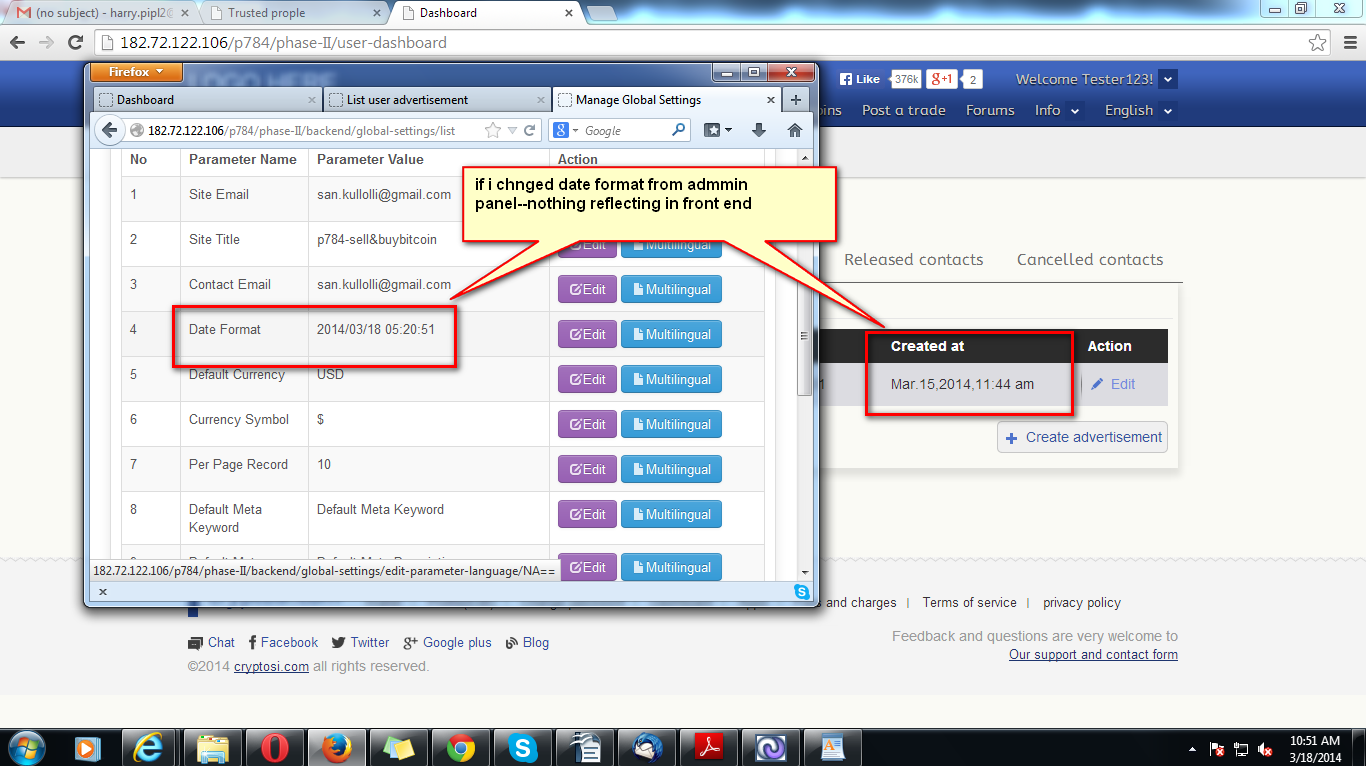 (no subject) - harry.pipl2@
Trusted prople
Dashboard
182.72.122.106/p784/phase-II/user-dashboard
LOGO HERE
Like
376k
+1
2
Welcome Tester123!
Post a trade
Forums
Info
English
Firefox
Dashboard
List user advertisement
Manage Global Settings
182.72.122.106/p784/phase-II/backend/global-settings/list
Google
No Parameter Name Parameter Value Action
1 Site Email san.kullolli@gmail.com
if i chnged date format from admmin
panel--nothing reflecting in front end
2 Site Title p784-sell&buybitcoin Edit Multilingual
3 Contact Email san.kullolli@gmail.com Edit Multilingual
4 Date Format 2014/03/18 05:20:51 Edit Multilingual
5 Default Currency USD Edit Multilingual
6 Currency Symbol $ Edit Multilingual
7 Per Page Record 10 Edit Multilingual
8 Default Meta Keyword Default Meta Keyword Edit Multilingual
Edit Multilingual
182.72.122.106/p784/phase-II/backend/global-settings/edit-parameter-language/NA==
Released contacts
Cancelled contacts
Created at
Action
Mar.15,2014,11:44 am
Edit
Create advertisement
and charges
Terms of service
privacy policy
Chat
Facebook
Twitter
Google plus
Blog
©2014 cryptosi.com all rights reserved.
Feedback and questions are very welcome to
Our support and contact form
10:51 AM
3/18/2014